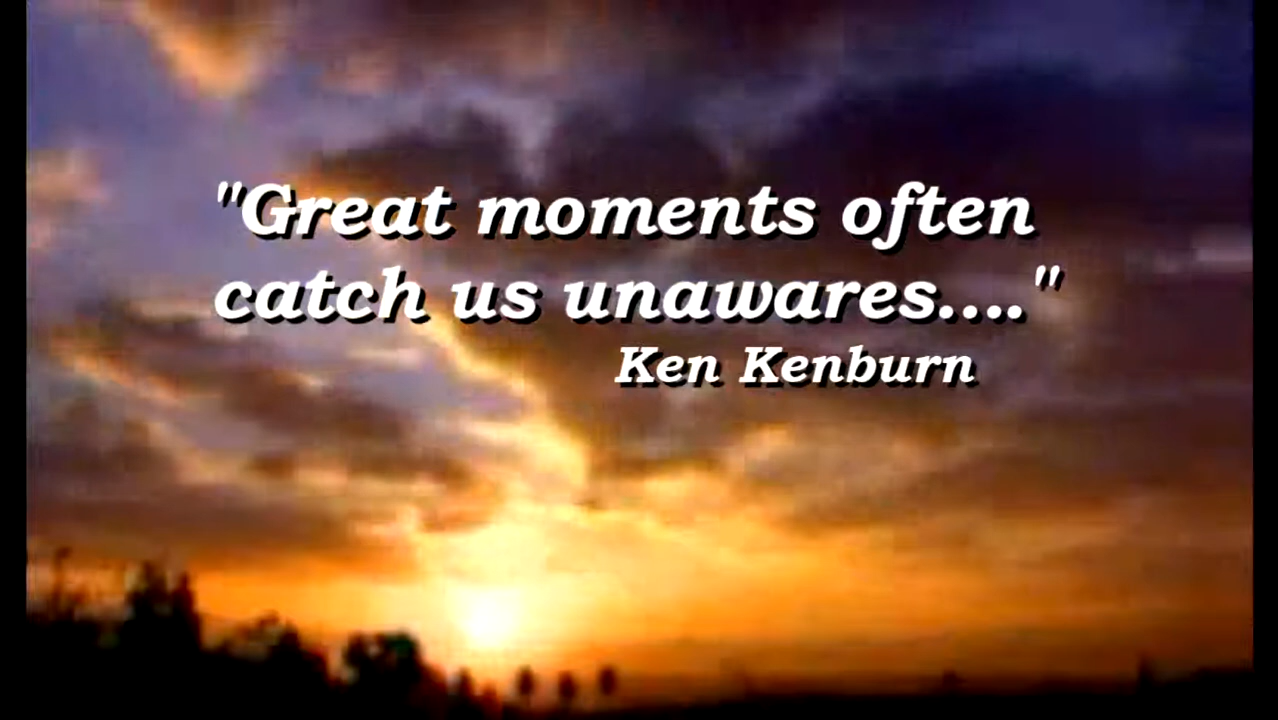 "Great moments often
catch us unawares...."
Ken Kenburn